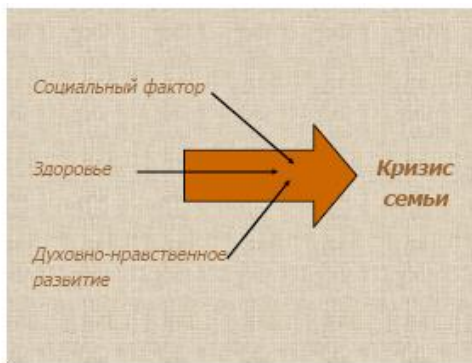 Социальный фактор
Здоровье
Кризис
семьи
Духовно-нравственное
развитие